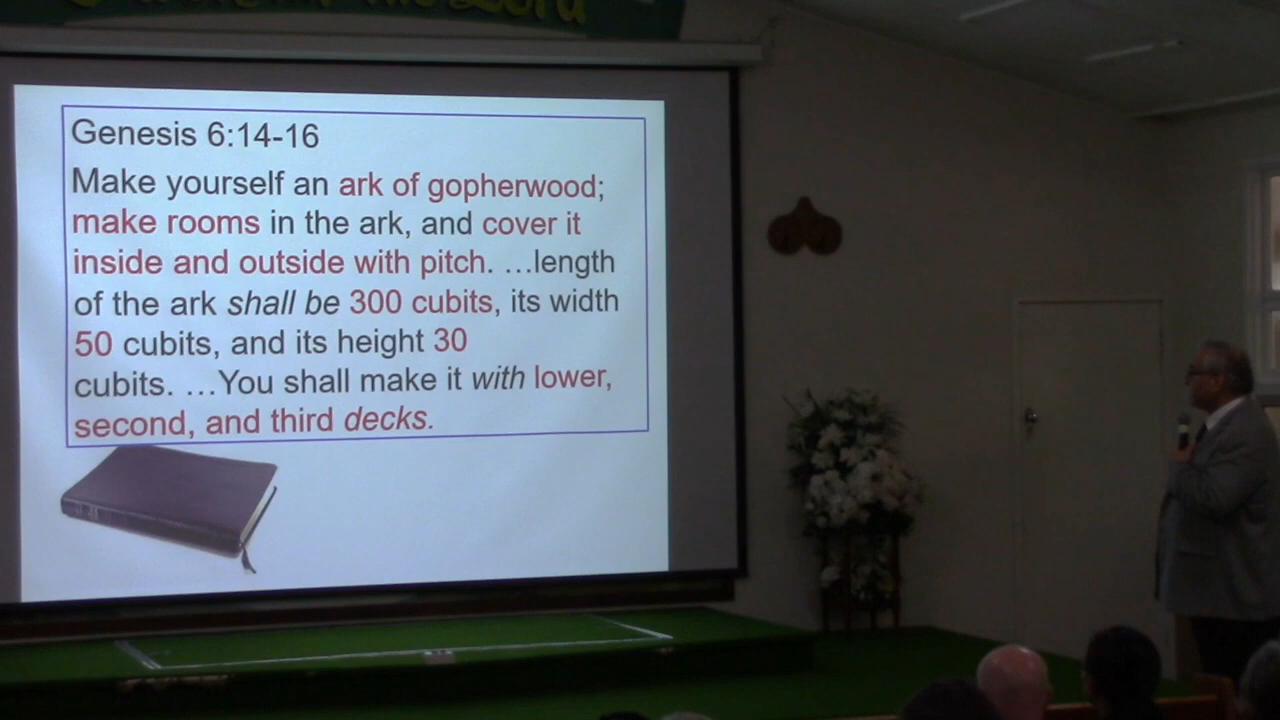 Lord
Genesis 6:14-16
Make yourself an ark of gopherwood;
make rooms in the ark, and cover it
inside and outside with pitch. …length
of the ark shall be 300 cubits, its width
50 cubits, and its height 30
cubits. …You shall make it with lower,
second, and third decks.